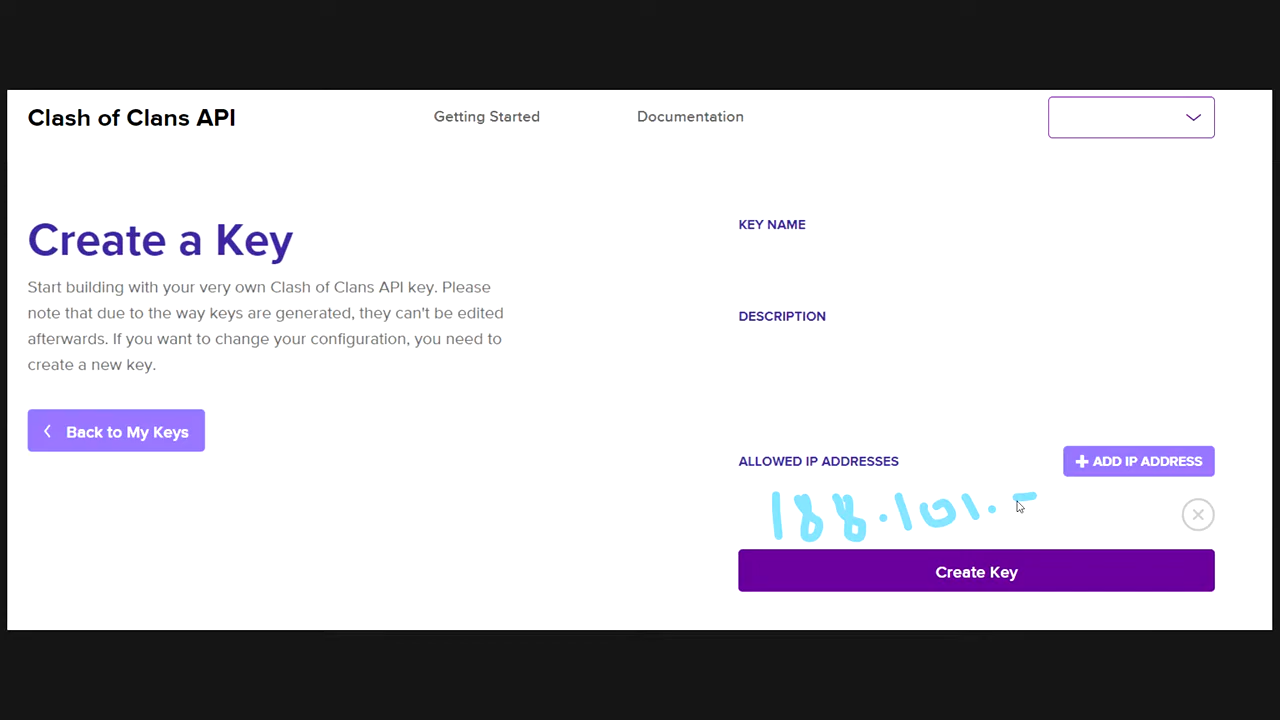 Clash of Clans API
Getting Started
Documentation
Create a Key
Start building with your very own Clash of Clans API key. Please
note that due to the way keys are generated, they can't be edited
afterwards. If you want to change your configuration, you need to
create a new key.
Back to My Keys
KEY NAME
DESCRIPTION
ALLOWED IP ADDRESSES
+ ADD IP ADDRESS
188.101.
Create Key